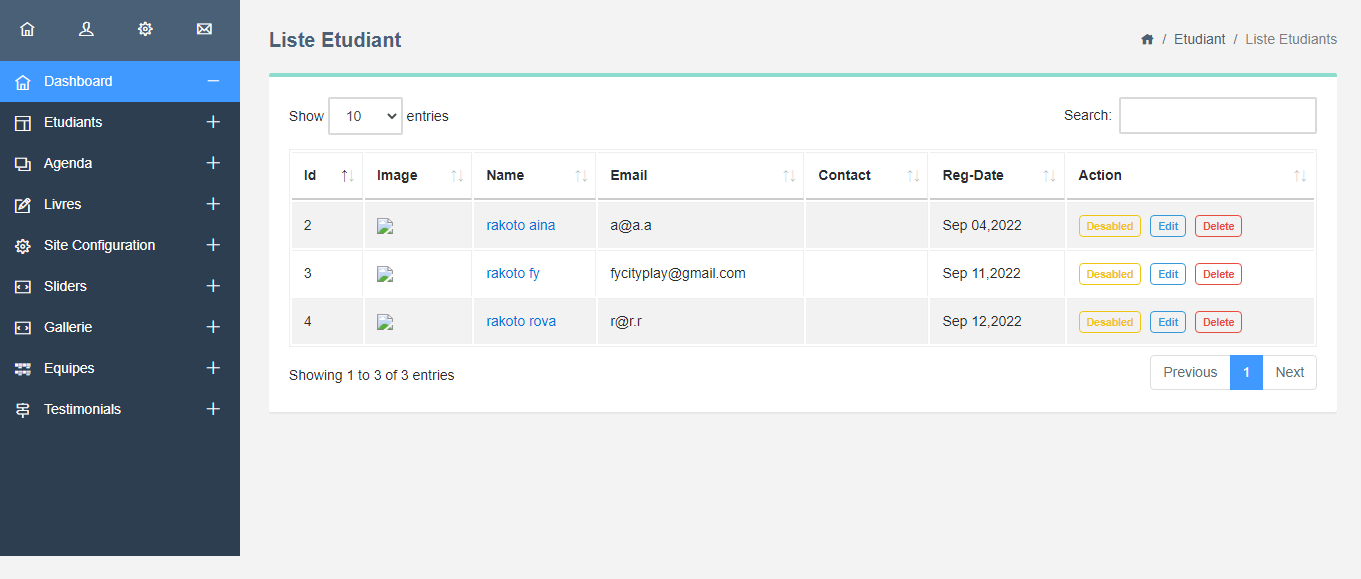 Liste Etudiant
/ Etudiant / Liste Etudiants
Dashboard
Etudiants
Agenda
Livres
Site Configuration
Sliders
Gallerie
Equipes
Testimonials
Show 10 entries
Search:
Id Image Name Email Contact Reg-Date Action
2 rakoto aina a@a.a Sep 04,2022 Desabled Edit Delete
3 rakoto fy fycityplay@gmail.com Sep 11,2022 Desabled Edit Delete
4 rakoto rova r@r.r Sep 12,2022 Desabled Edit Delete
Showing 1 to 3 of 3 entries
Previous 1 Next